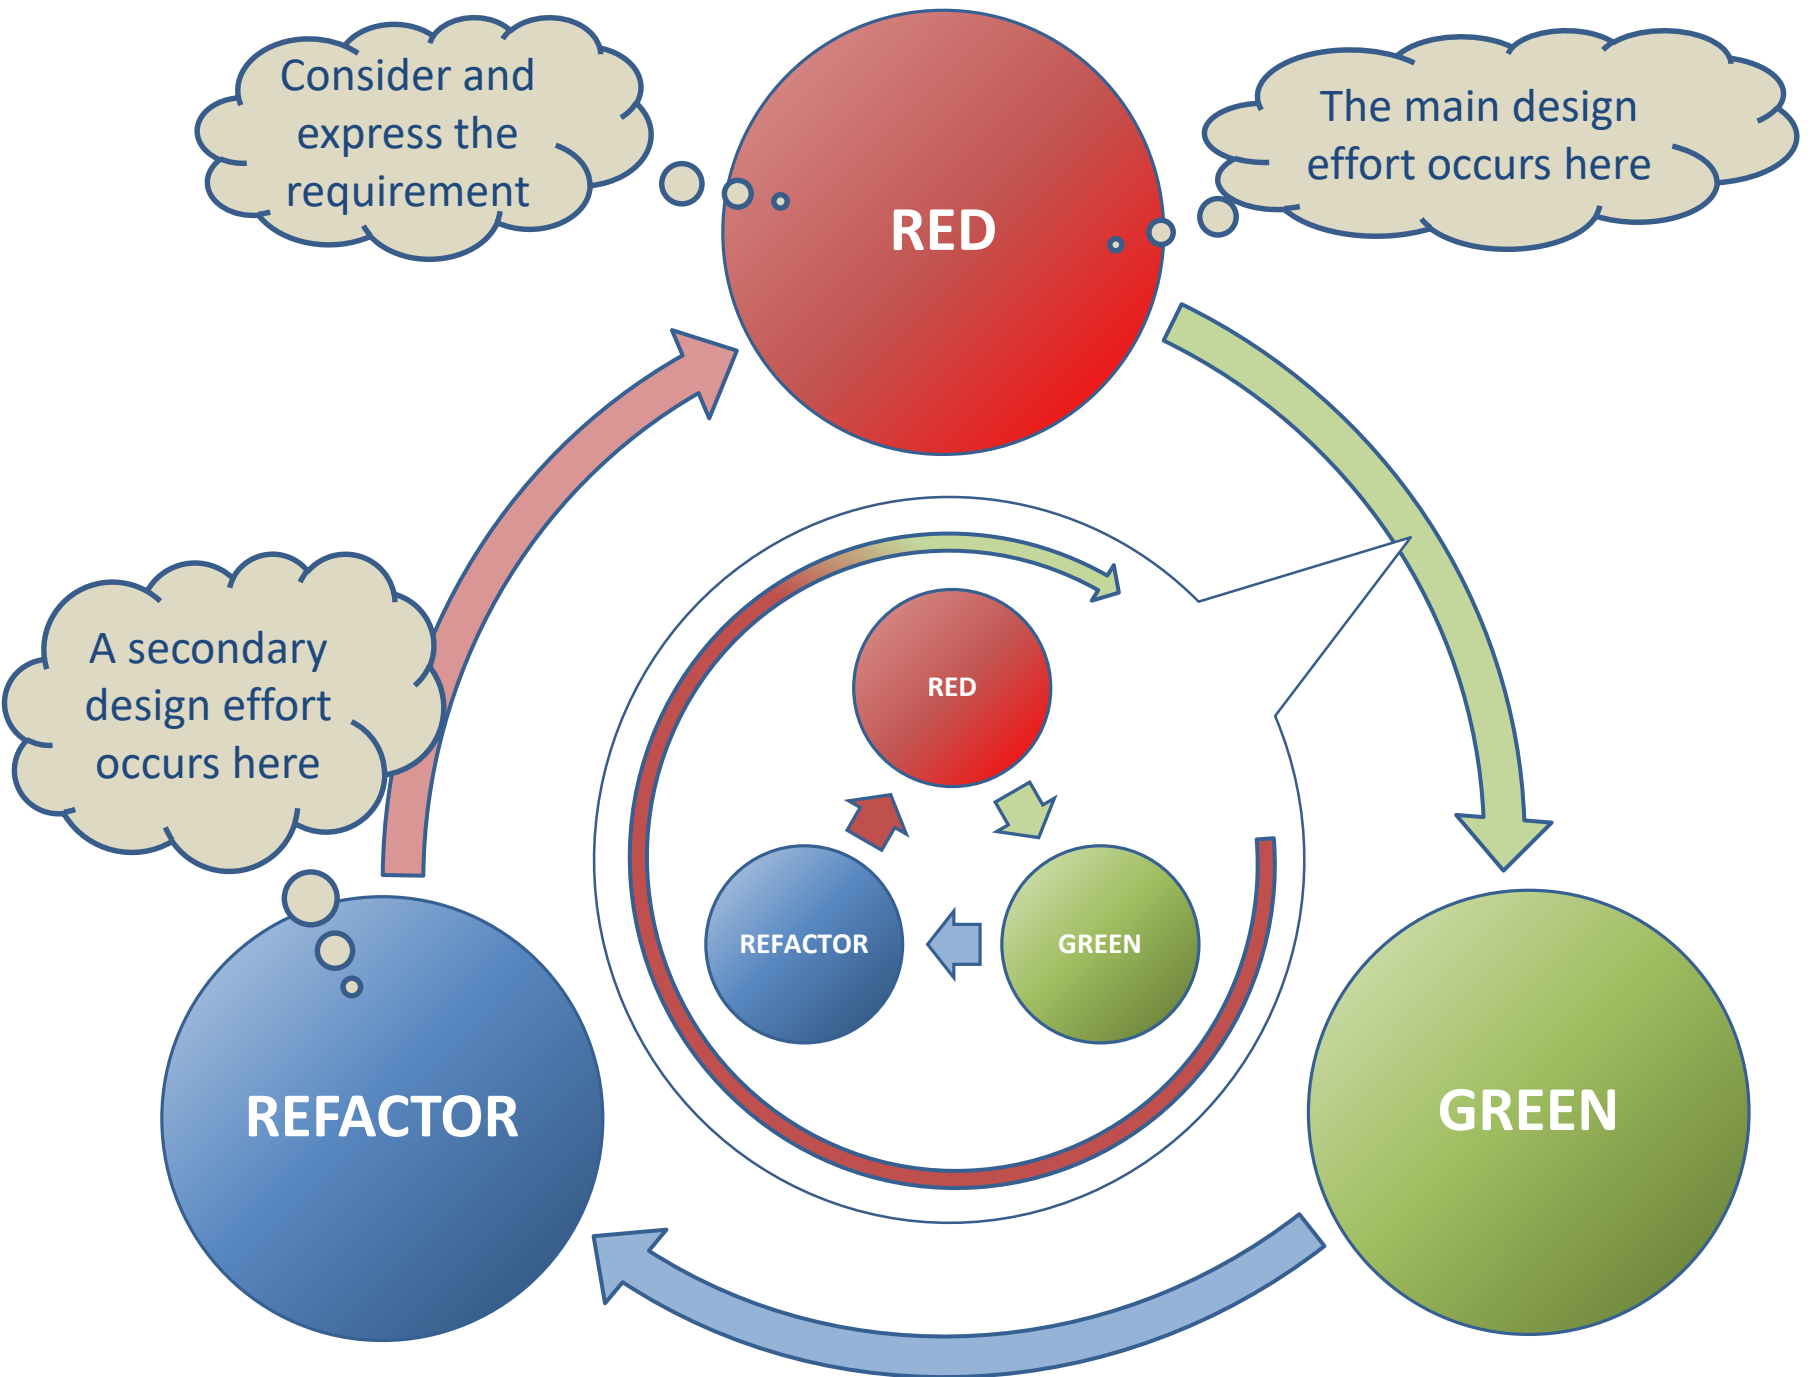 Consider and
express the
requirement
The main design
effort occurs here
RED
A secondary
design effort
occurs here
RED
REFACTOR
GREEN
REFACTOR
GREEN